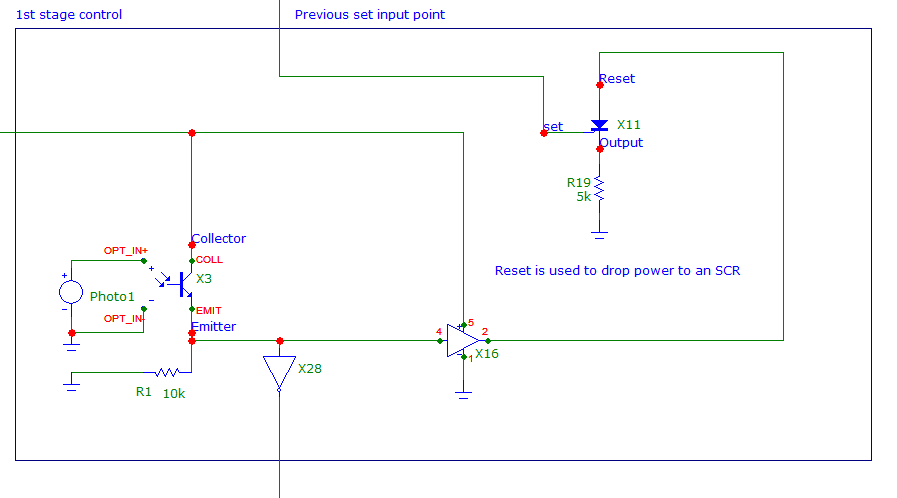 1st stage control
Previous set input point
Reset
set
X11
Output
R19
5k
Collector
OPT_IN+
COLL
+
+
X3
Reset is used to drop power to an SCR
Photo1
-
-
EMIT
OPT_IN-
Emitter
5
4
+
2
-
1
X16
X28
R1
10k